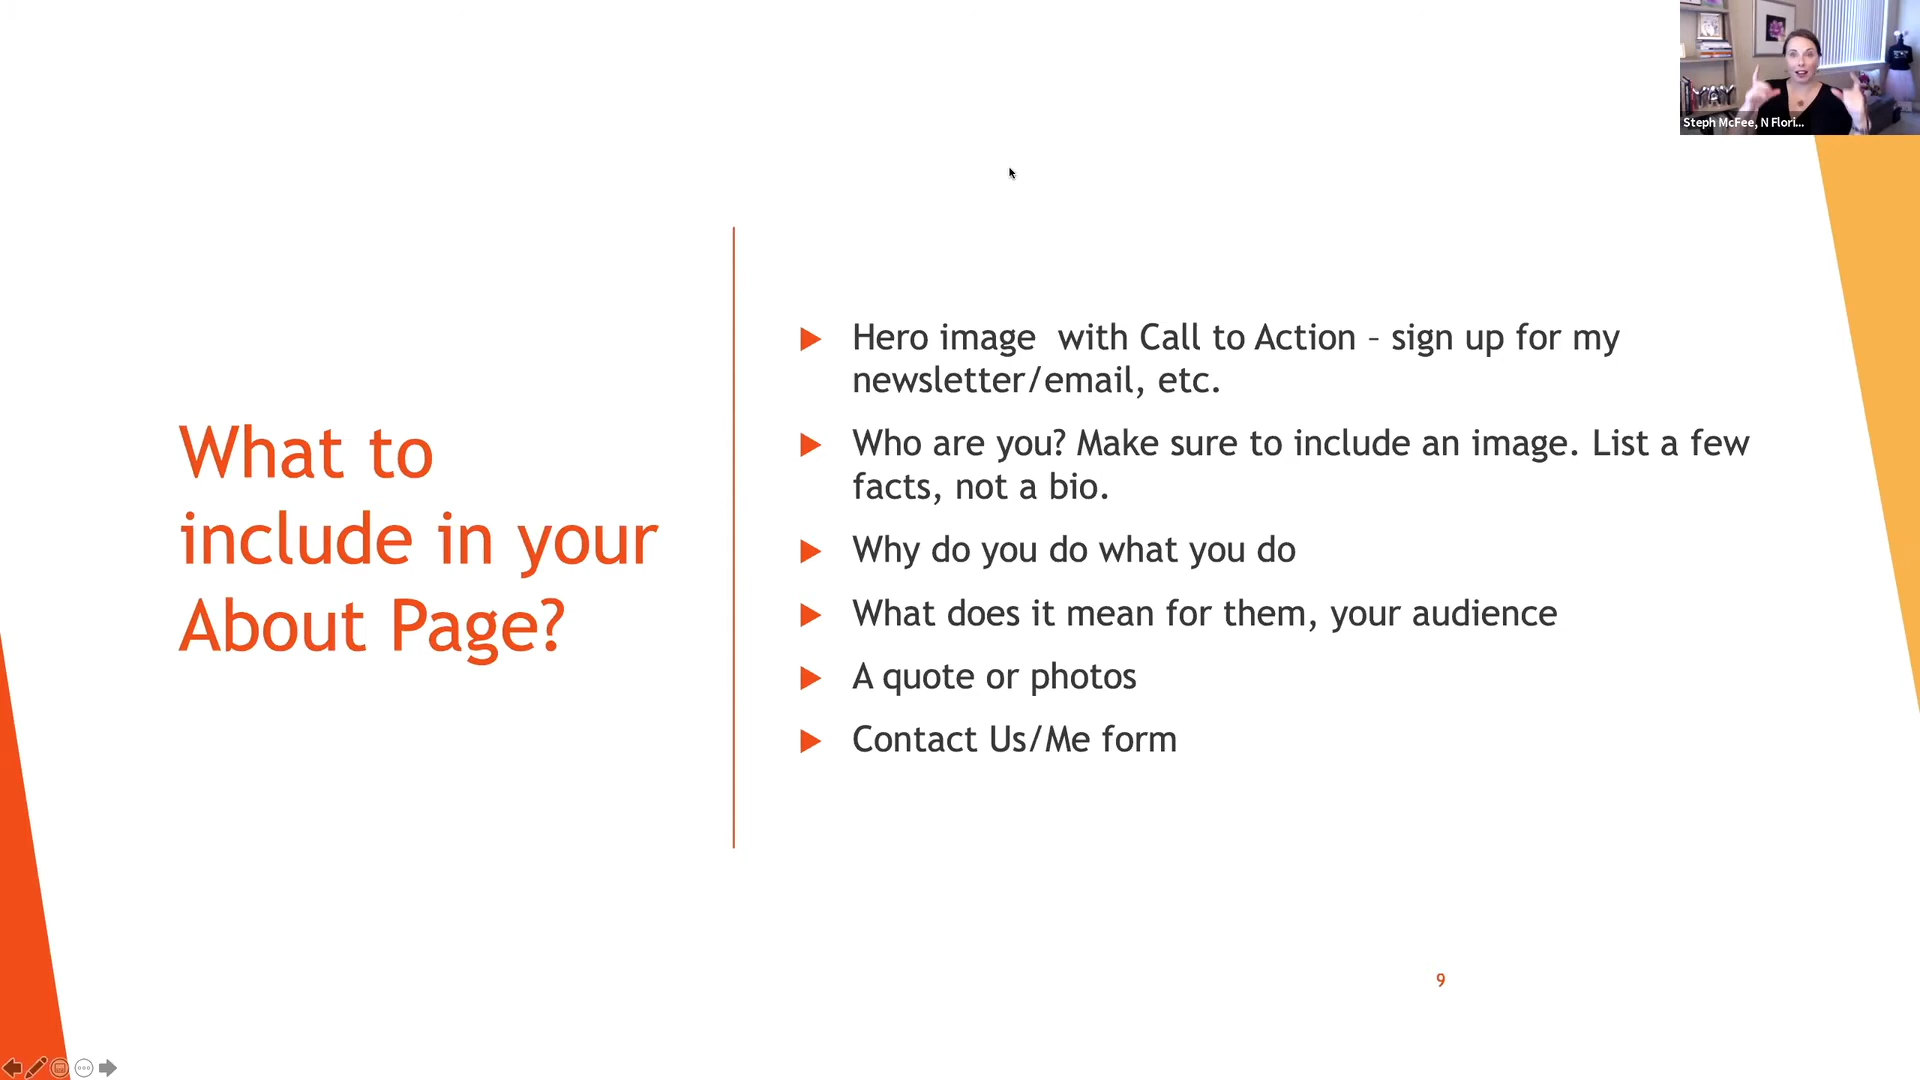 Steph McFee, N Flori...
What to
include in your
About Page?
Hero image  with Call to Action – sign up for my
newsletter/email, etc.
Who are you? Make sure to include an image. List a few
facts, not a bio.
Why do you do what you do
What does it mean for them, your audience
A quote or photos
Contact Us/Me form
9
YAY